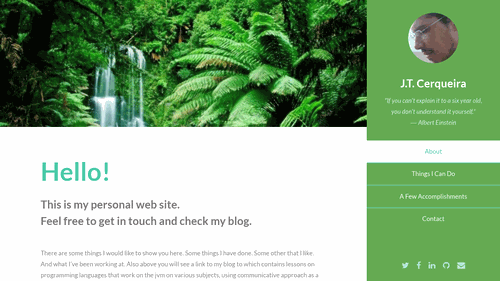 Hello!
This is my personal web site.
Feel free to get in touch and check my blog.
There are some things I would like to show you here. Some things I have done. Some other that I like.
And what I've been working at. Also above you will see a link to my blog to which contains lessons on
programming languages that work on the jvm on various subjects, using communicative approach as a
J.T. Cerqueira
"If you can't explain it to a six year old,
you don't understand it yourself."
― Albert Einstein
About
Things I Can Do
A Few Accomplishments
Contact